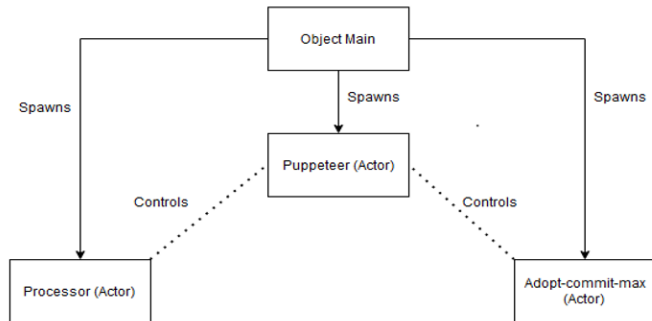 Object Main
Spawns
Spawns
Spawns
Puppeteer (Actor)
Controls
Controls
Processor (Actor)
Adopt-commit-max
(Actor)